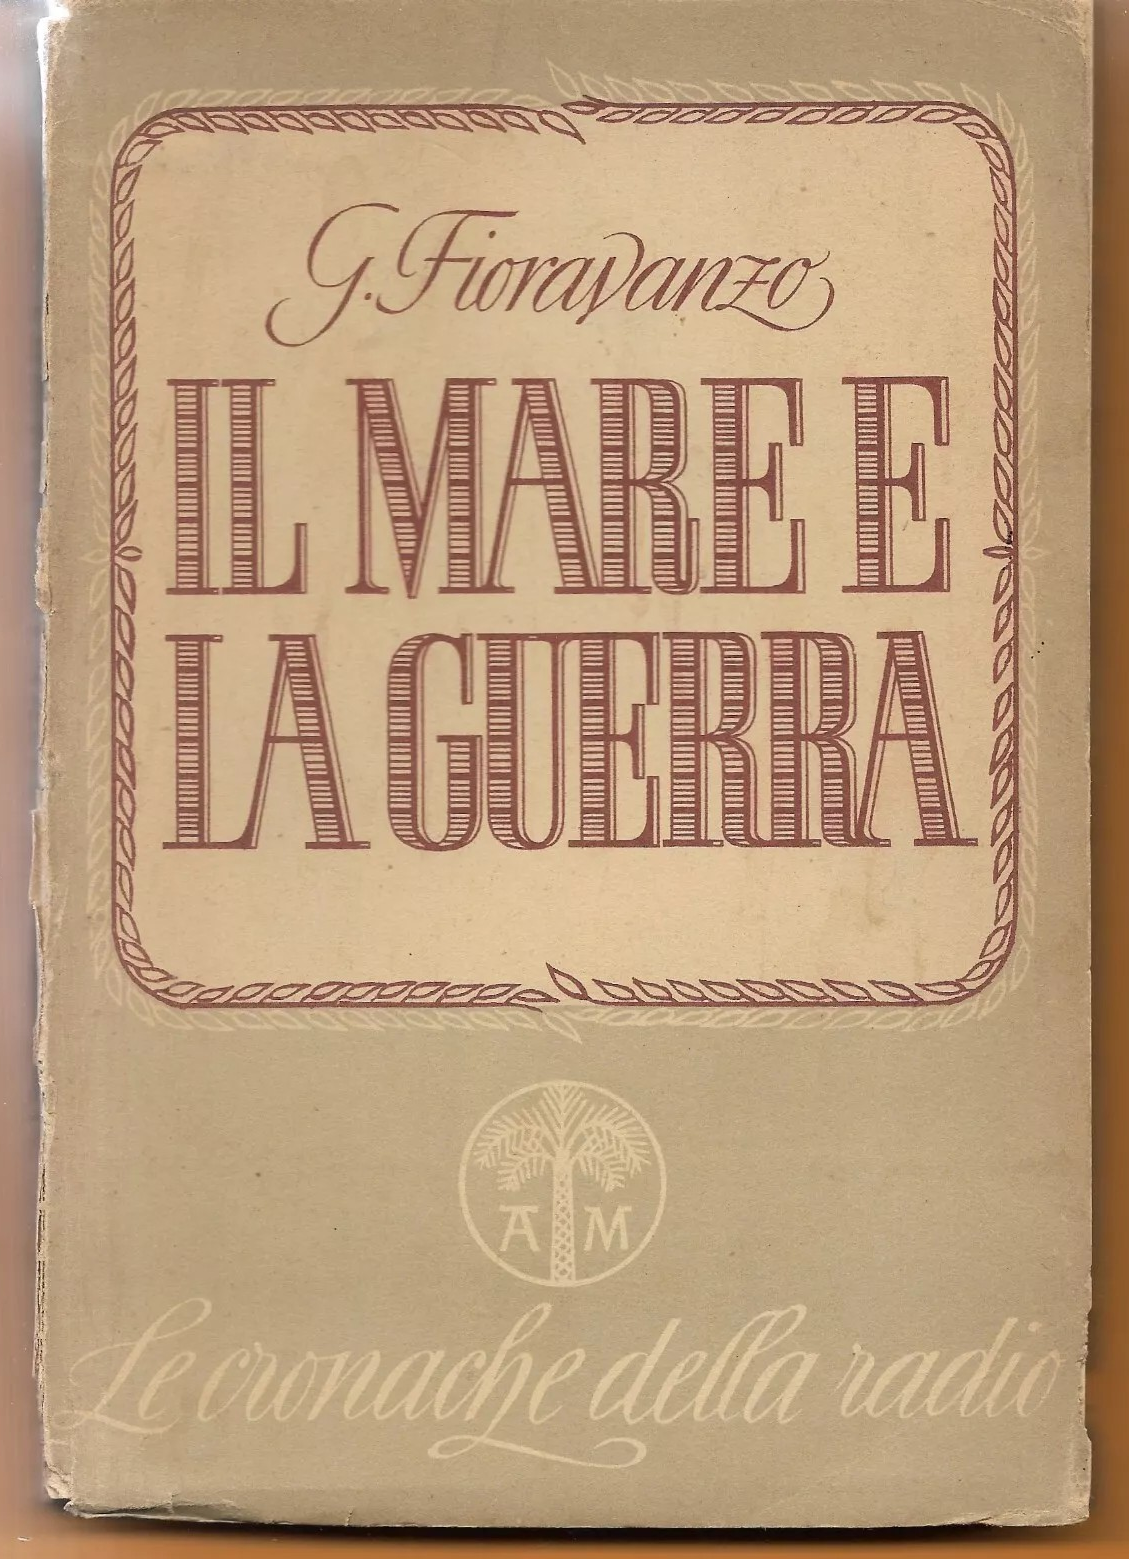 G. Fioravanzo
IL MARE E
LA GUERRA
A M
Le cronache della radio